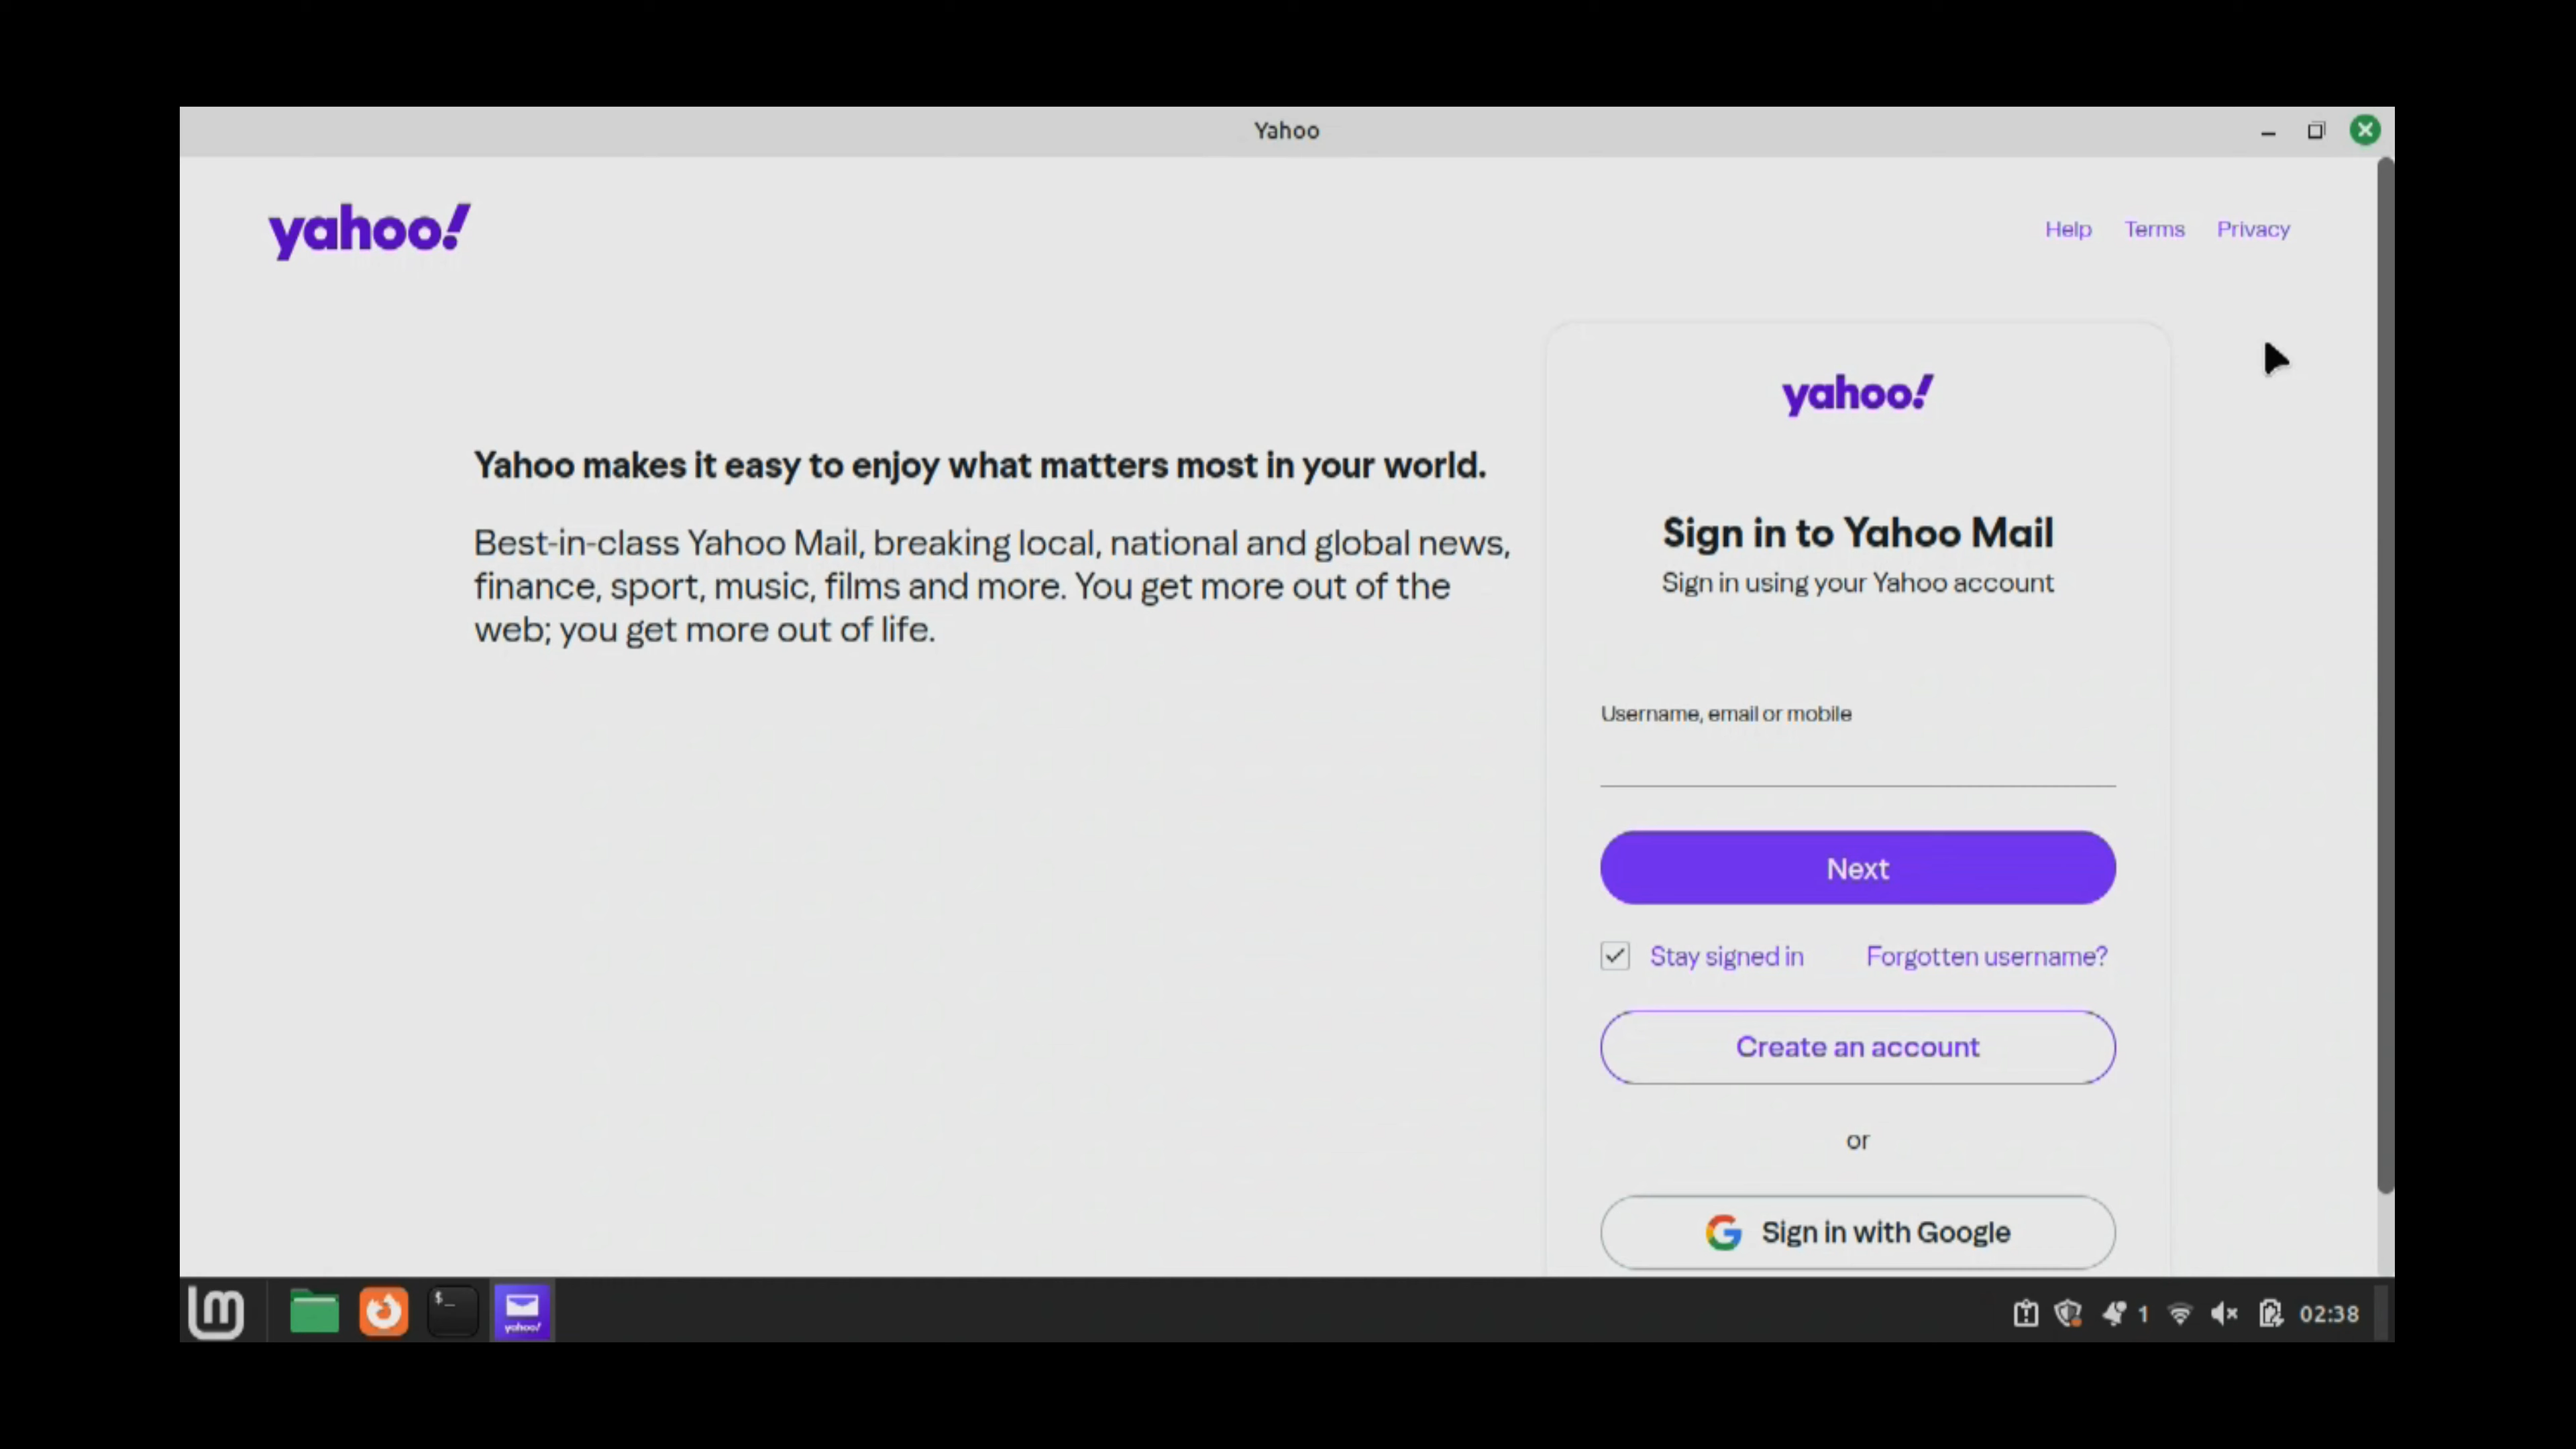 Yahoo
yahoo!
Help Terms Privacy
Yahoo makes it easy to enjoy what matters most in your world.
Best-in-class Yahoo Mail, breaking local, national and global news,
finance, sport, music, films and more. You get more out of the
web; you get more out of life.
yahoo!
Sign in to Yahoo Mail
Sign in using your Yahoo account
Username, email or mobile
Next
Stay signed in Forgotten username?
Create an account
or
Sign in with Google
$_
yahoo!
1 02:38